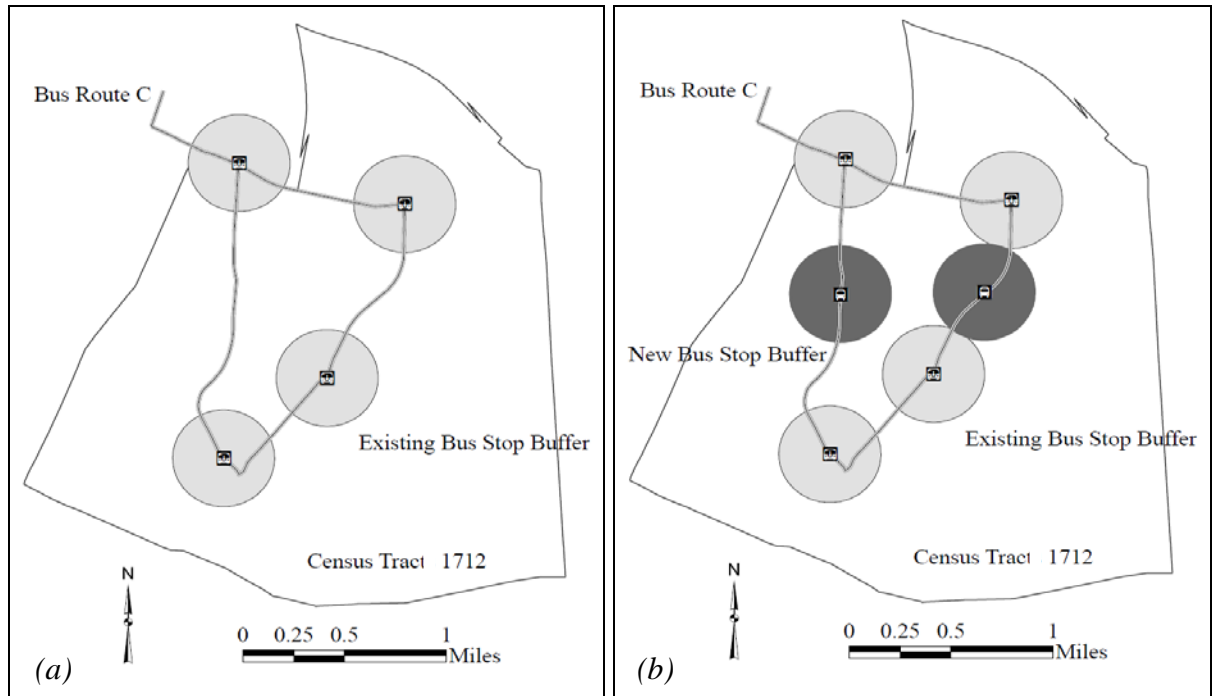 Bus Route C
Existing Bus Stop Buffer
Census Tract 1712
N
0 0.25 0.5 1
Miles
(a)
Bus Route C
New Bus Stop Buffer
Existing Bus Stop Buffer
Census Tract 1712
N
0 0.25 0.5 1
Miles
(b)